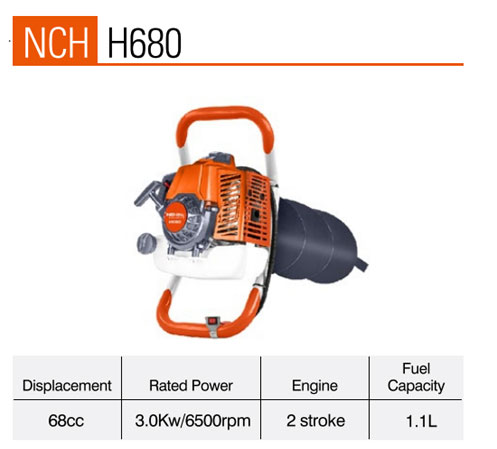 NCH H680
Displacement Rated Power Engine Fuel Capacity
68cc 3.0Kw/6500rpm 2 stroke 1.1L